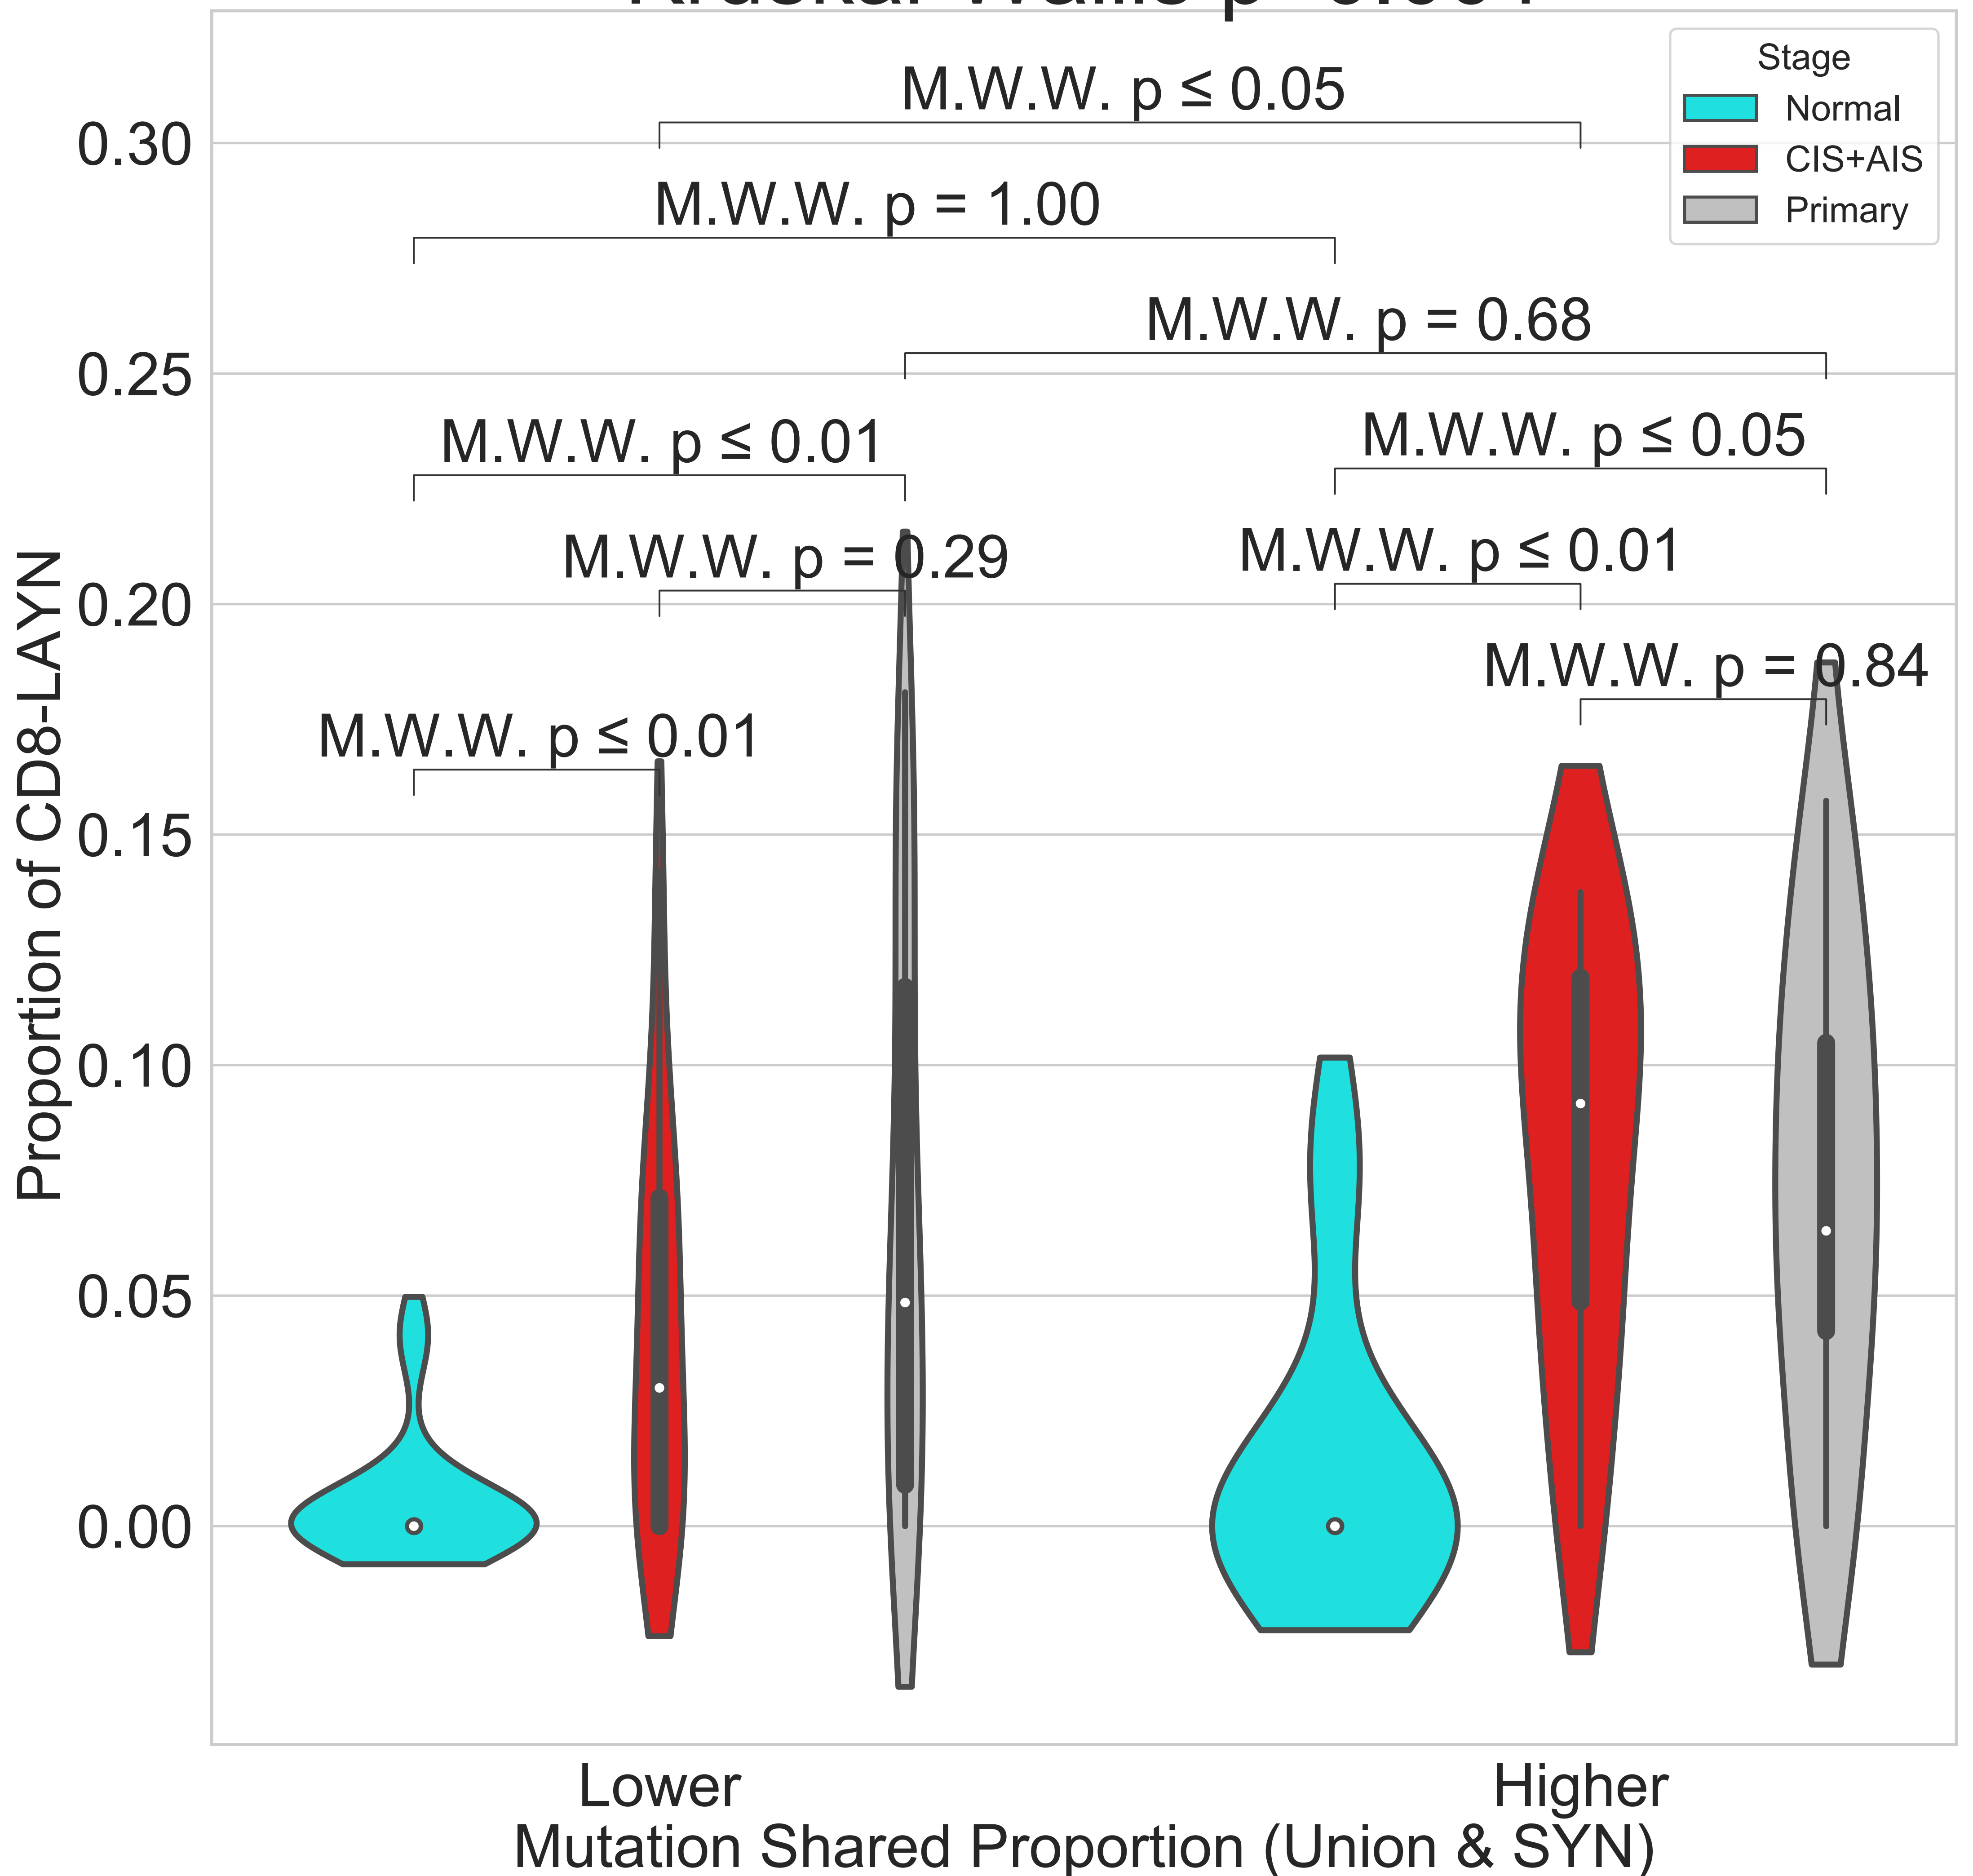 Stage
Normal
CIS+AIS
Primary
M.W.W. p ≤ 0.05
M.W.W. p = 1.00
M.W.W. p = 0.68
M.W.W. p ≤ 0.01
M.W.W. p ≤ 0.05
M.W.W. p = 0.29
M.W.W. p ≤ 0.01
M.W.W. p = 0.84
M.W.W. p ≤ 0.01
0.30
0.25
0.20
0.15
0.10
0.05
0.00
Proportion of CD8-LAYN
Lower
Higher
Mutation Shared Proportion (Union & SYN)